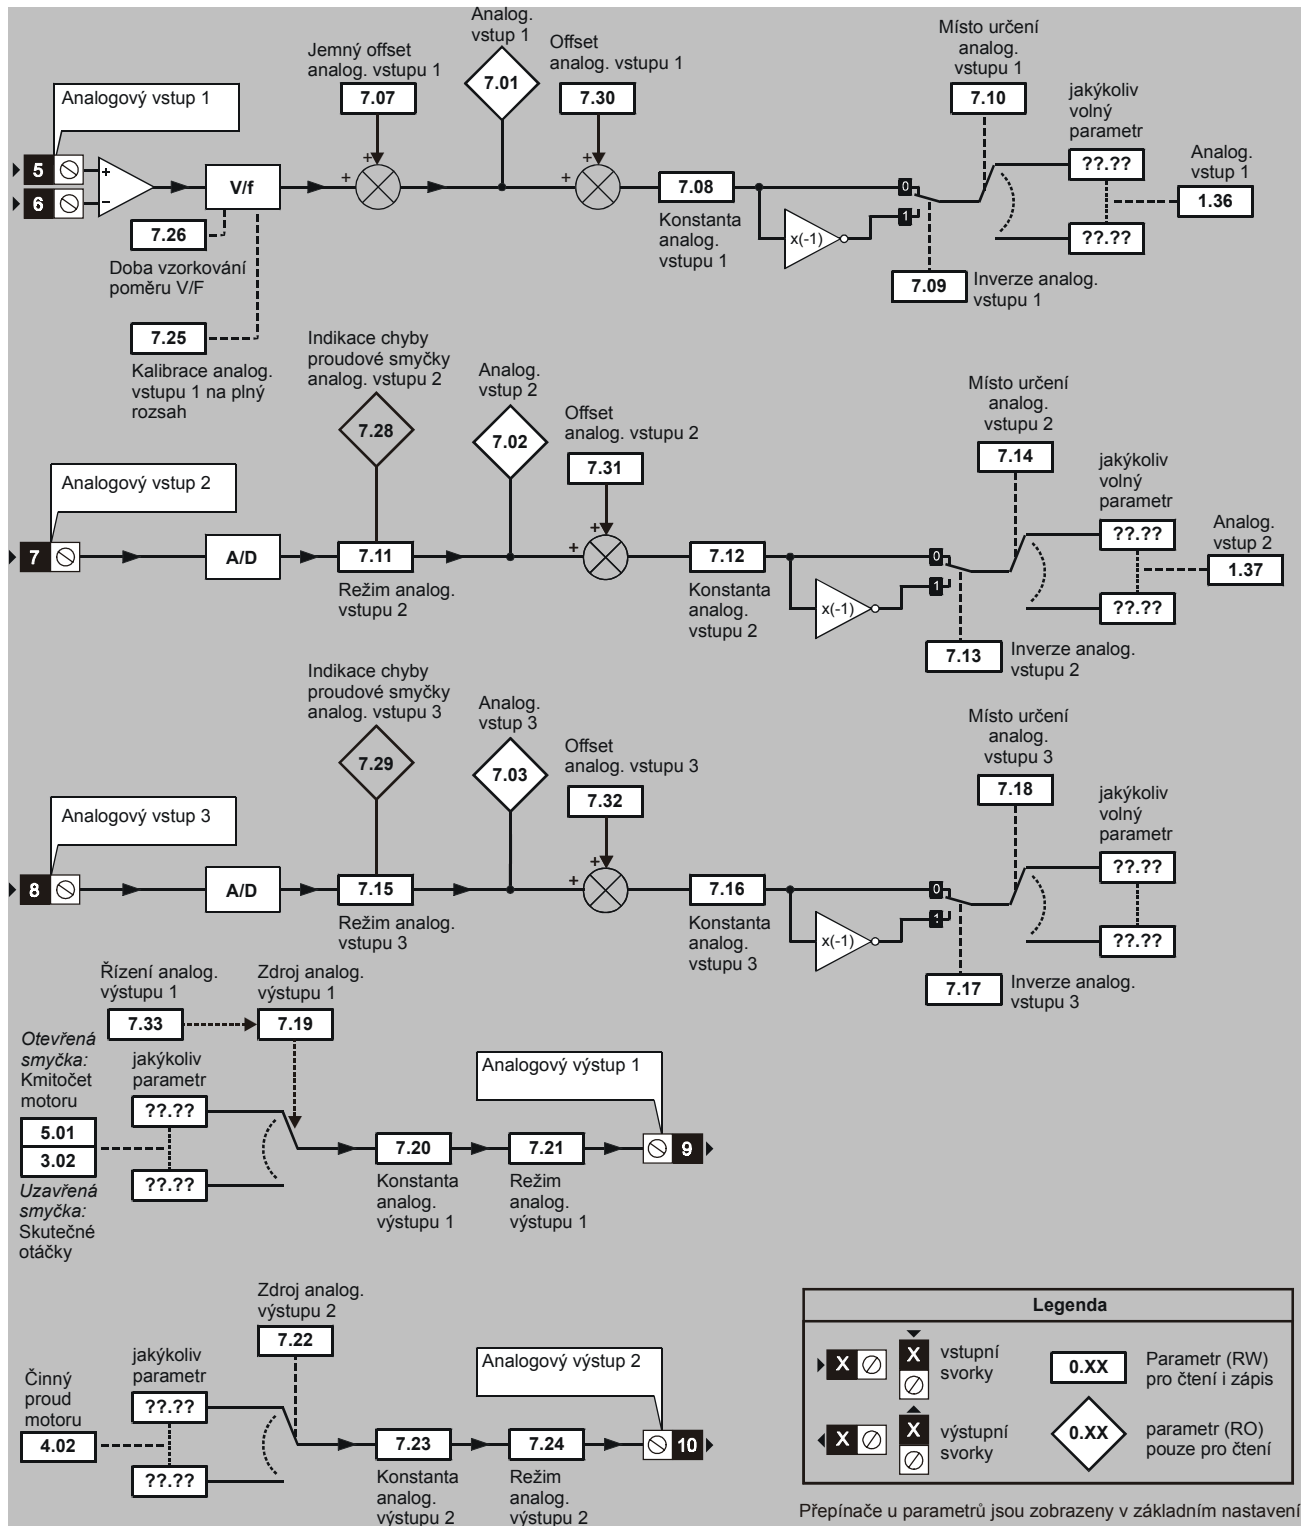 Analogový vstup 1
5
6
+
−
V/f
7.26
Doba vzorkování
poměru V/F
7.25
Kalibrace analog.
vstupu 1 na plný
rozsah
Jemný offset
analog. vstupu 1
7.07
+
+
Analog.
vstup 1
7.01
Offset
analog. vstupu 1
7.30
+
+
7.08
Konstanta
analog.
vstupu 1
x(-1)
0
1
7.09
Inverze analog.
vstupu 1
Místo určení
analog.
vstupu 1
7.10
jakýkoliv
volný
parametr
??.??
??.??
Analog.
vstup 1
1.36
Analogový vstup 2
7
A/D
Indikace chyby
proudové smyčky
analog. vstupu 2
7.28
7.11
Režim analog.
vstupu 2
Analog.
vstup 2
7.02
Offset
analog. vstupu 2
7.31
+
+
7.12
Konstanta
analog.
vstupu 2
x(-1)
0
1
7.13
Inverze analog.
vstupu 2
Místo určení
analog.
vstupu 2
7.14
jakýkoliv
volný
parametr
??.??
??.??
Analog.
vstup 2
1.37
Analogový vstup 3
8
A/D
Indikace chyby
proudové smyčky
analog. vstupu 3
7.29
7.15
Režim analog.
vstupu 3
Analog.
vstup 3
7.03
Offset
analog. vstupu 3
7.32
+
+
7.16
Konstanta
analog.
vstupu 3
x(-1)
0
1
7.17
Inverze analog.
vstupu 3
Místo určení
analog.
vstupu 3
7.18
jakýkoliv
volný
parametr
??.??
??.??
Řízení analog.
výstupu 1
7.33
Zdroj analog.
výstupu 1
7.19
Otevřená
smyčka:
Kmitočet
motoru
5.01
3.02
Uzavřená
smyčka:
Skutečné
otáčky
jakýkoliv
parametr
??.??
??.??
7.20
Konstanta
analog.
výstupu 1
7.21
Režim
analog.
výstupu 1
Analogový výstup 1
9
Zdroj analog.
výstupu 2
7.22
Činný
proud
motoru
4.02
jakýkoliv
parametr
??.??
??.??
7.23
Konstanta
analog.
výstupu 2
7.24
Režim
analog.
výstupu 2
Analogový výstup 2
10
Legenda
X
X
vstupní
svorky
0.XX
Parametr (RW)
pro čtení i zápis
X
X
výstupní
svorky
0.XX
parametr (RO)
pouze pro čtení
Přepínače u parametrů jsou zobrazeny v základním nastavení